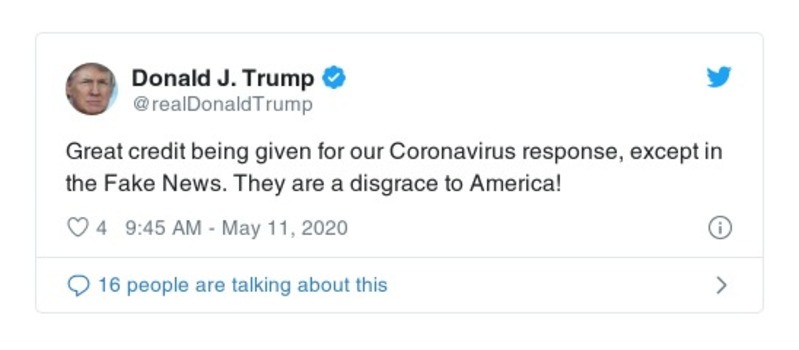 Donald J. Trump
@realDonaldTrump
Great credit being given for our Coronavirus response, except in
the Fake News. They are a disgrace to America!
4 9:45 AM - May 11, 2020
16 people are talking about this